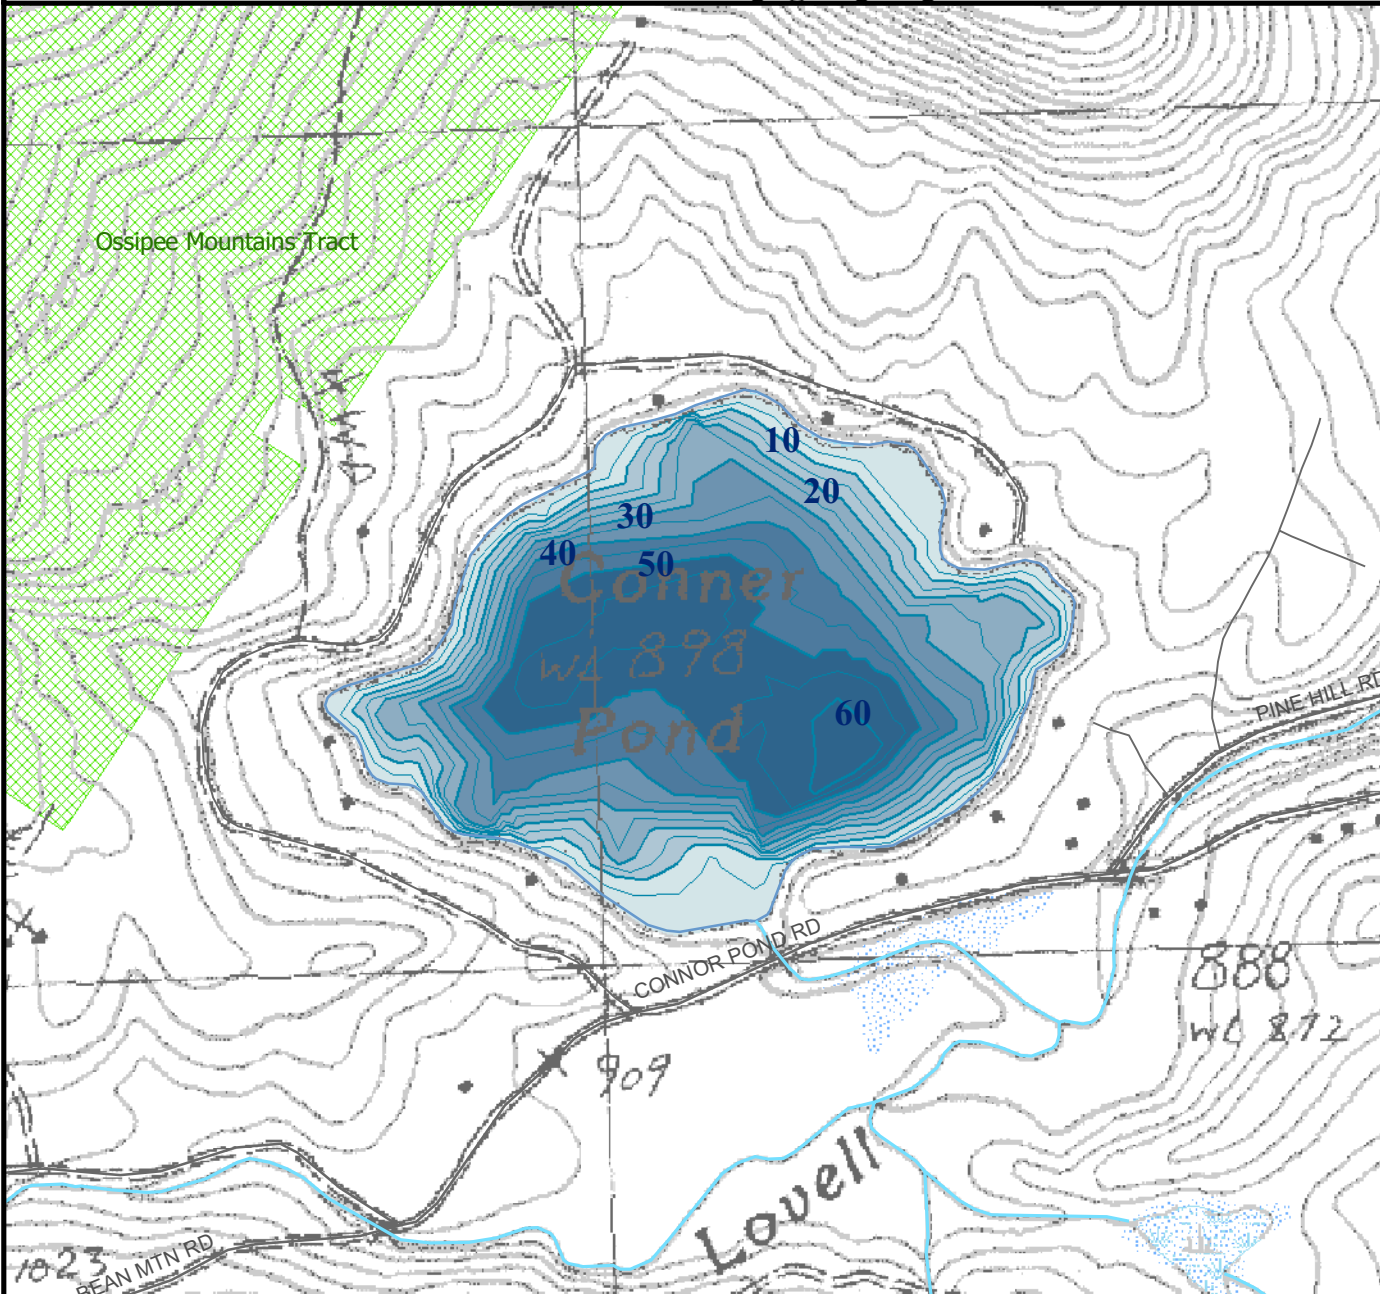 Ossipee Mountains Tract
10
20
30
40
50
Conner
WL 898
Pond
60
PINE HILL RD
CONNOR POND RD
888
WL 872
909
Lovell
1023
BEAN MTN RD